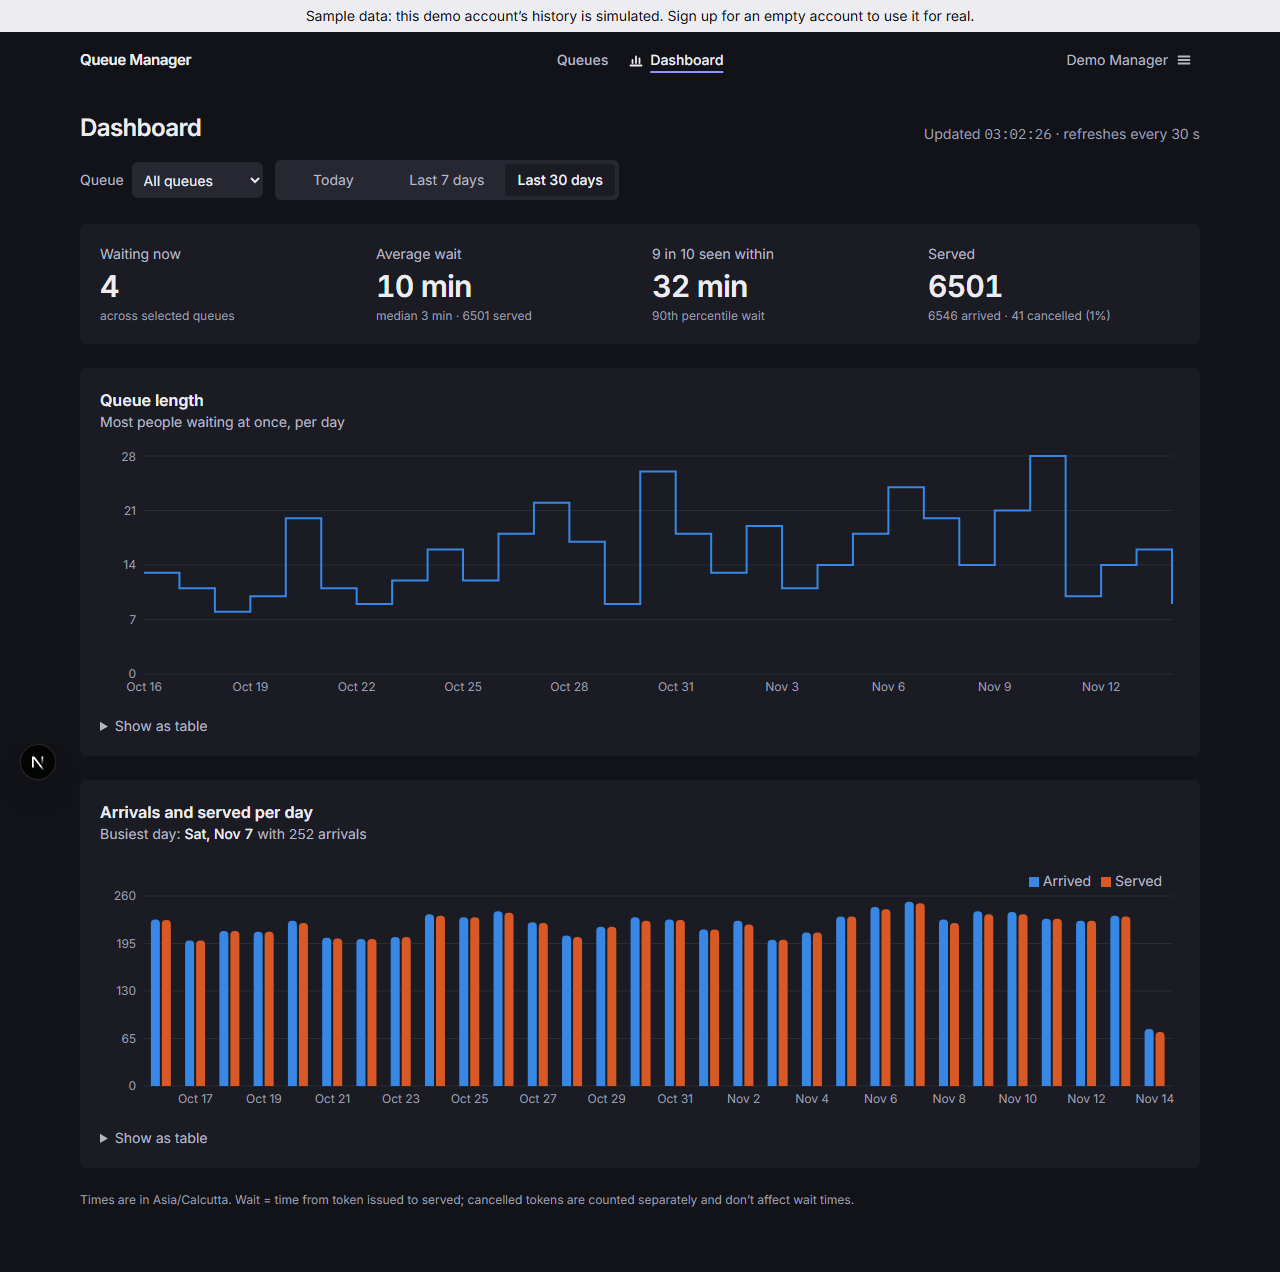 Sample data: this demo account’s history is simulated. Sign up for an empty account to use it for real.
Queue Manager
Queues
Dashboard
Demo Manager
Dashboard
Updated 03:02:26 · refreshes every 30 s
Queue
All queues
Today
Last 7 days
Last 30 days
Waiting now
4
across selected queues
Average wait
10 min
median 3 min · 6501 served
9 in 10 seen within
32 min
90th percentile wait
Served
6501
6546 arrived · 41 cancelled (1%)
Queue length
Most people waiting at once, per day
28
21
14
7
0
Oct 16 Oct 19 Oct 22 Oct 25 Oct 28 Oct 31 Nov 3 Nov 6 Nov 9 Nov 12
Show as table
N
Arrivals and served per day
Busiest day: Sat, Nov 7 with 252 arrivals
Arrived Served
260
195
130
65
0
Oct 17 Oct 19 Oct 21 Oct 23 Oct 25 Oct 27 Oct 29 Oct 31 Nov 2 Nov 4 Nov 6 Nov 8 Nov 10 Nov 12 Nov 14
Show as table
Times are in Asia/Calcutta. Wait = time from token issued to served; cancelled tokens are counted separately and don’t affect wait times.